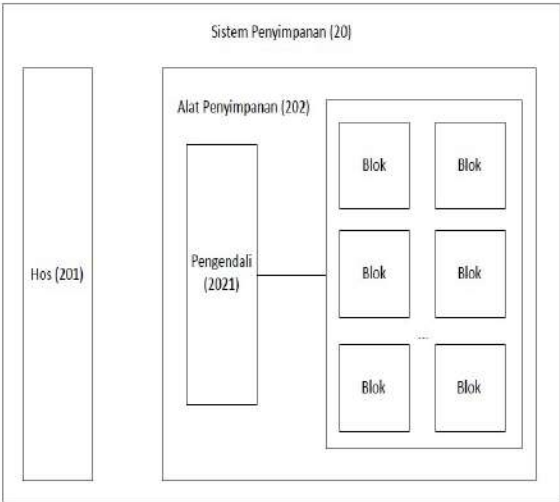 Sistem Penyimpanan (20)
Alat Penyimpanan (202)
Hos (201)
Pengendali
(2021)
Blok
Blok
Blok
Blok
...
Blok
Blok